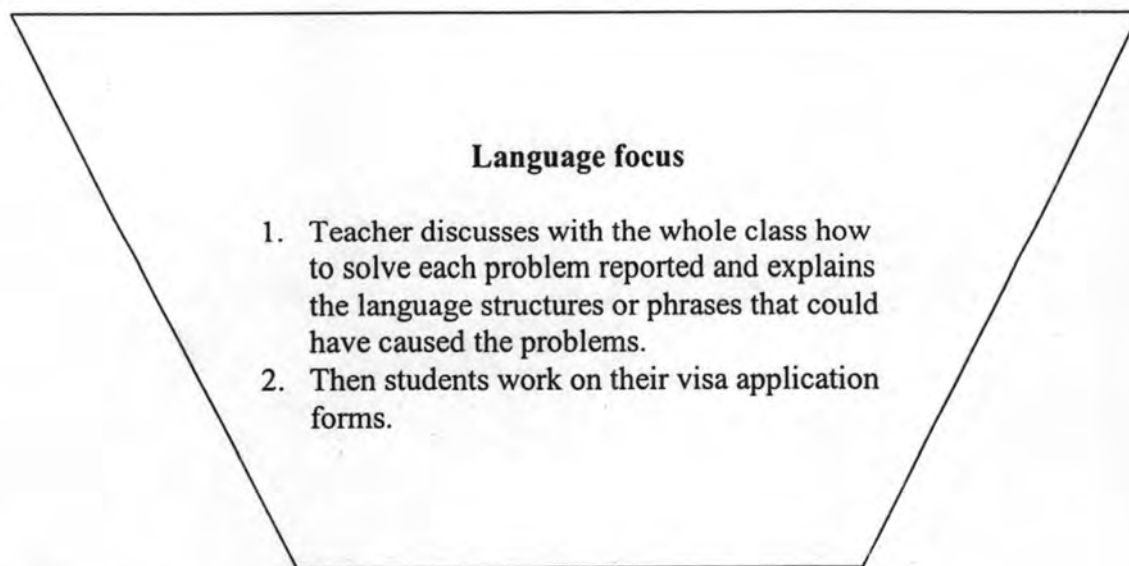 Language focus
1. Teacher discusses with the whole class how
to solve each problem reported and explains
the language structures or phrases that could
have caused the problems.
2. Then students work on their visa application
forms.